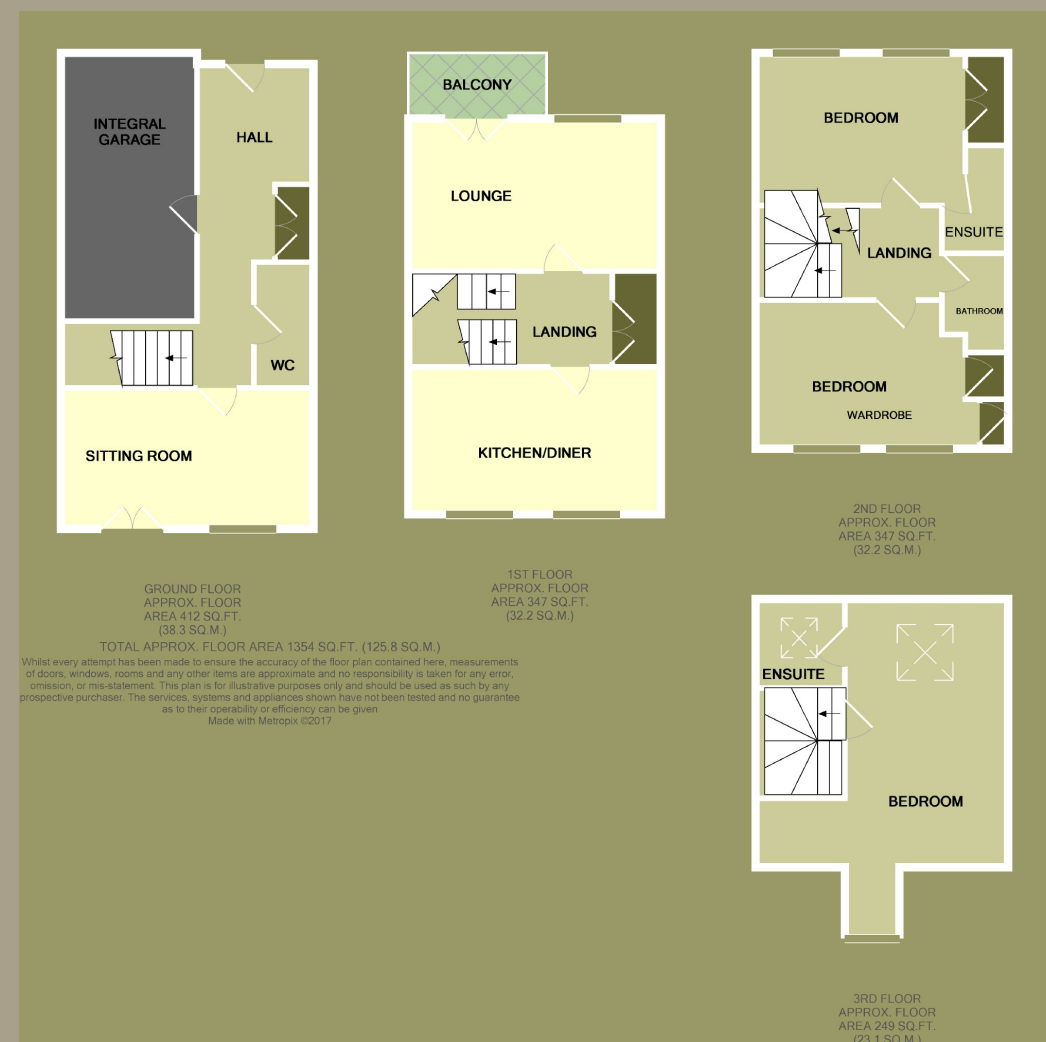 INTEGRAL
GARAGE
HALL
WC
SITTING ROOM
GROUND FLOOR
APPROX. FLOOR
AREA 412 SQ.FT.
(38.3 SQ.M.)
BALCONY
LOUNGE
LANDING
KITCHEN/DINER
1ST FLOOR
APPROX. FLOOR
AREA 347 SQ.FT.
(32.2 SQ.M.)
BEDROOM
ENSUITE
LANDING
BATHROOM
BEDROOM
WARDROBE
2ND FLOOR
APPROX. FLOOR
AREA 347 SQ.FT.
(32.2 SQ.M.)
ENSUITE
BEDROOM
3RD FLOOR
APPROX. FLOOR
AREA 249 SQ.FT.
(23.1 SQ.M.)
TOTAL APPROX. FLOOR AREA 1354 SQ.FT. (125.8 SQ.M.)
Whilst every attempt has been made to ensure the accuracy of the floor plan contained here, measurements
of doors, windows, rooms and any other items are approximate and no responsibility is taken for any error,
omission, or mis-statement. This plan is for illustrative purposes only and should be used as such by any
prospective purchaser. The services, systems and appliances shown have not been tested and no guarantee
as to their operability or efficiency can be given
Made with Metropix ©2017